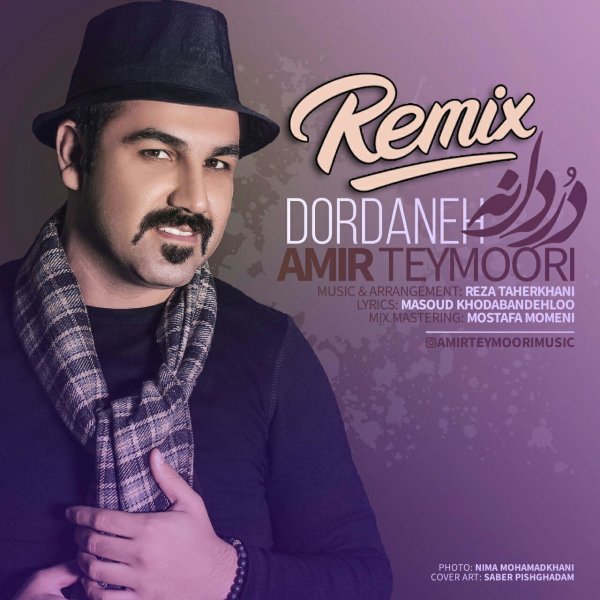 Remix
DORDANEH
دُردانه
AMIR TEYMOORI
MUSIC & ARRANGEMENT: REZA TAHERKHANI
LYRICS: MASOUD KHODABANDEHLOO
MIX.MASTERING: MOSTAFA MOMENI
@AMIRTEYMOORIMUSIC
PHOTO: NIMA MOHAMADKHANI
COVER ART: SABER PISHGHADAM